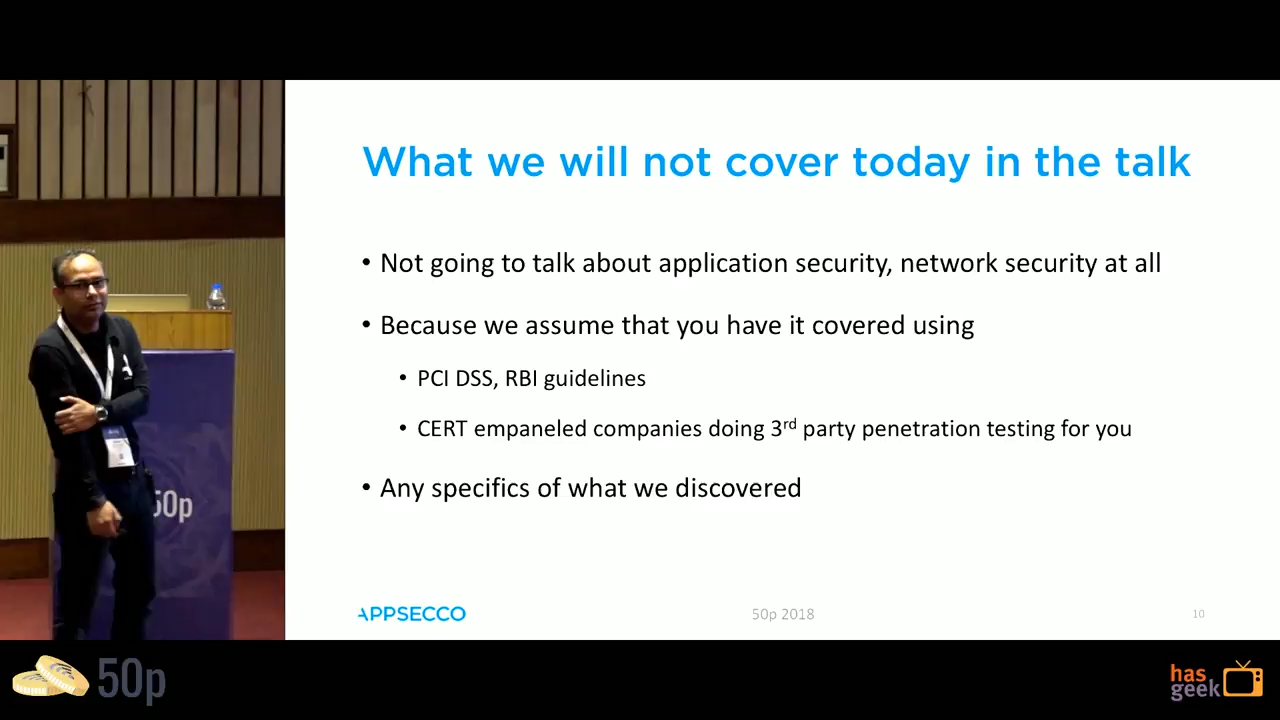 What we will not cover today in the talk
• Not going to talk about application security, network security at all
• Because we assume that you have it covered using
• PCI DSS, RBI guidelines
• CERT empaneled companies doing 3rd party penetration testing for you
• Any specifics of what we discovered
APPSECCO
50p 2018
10
50p
50p
has
geek